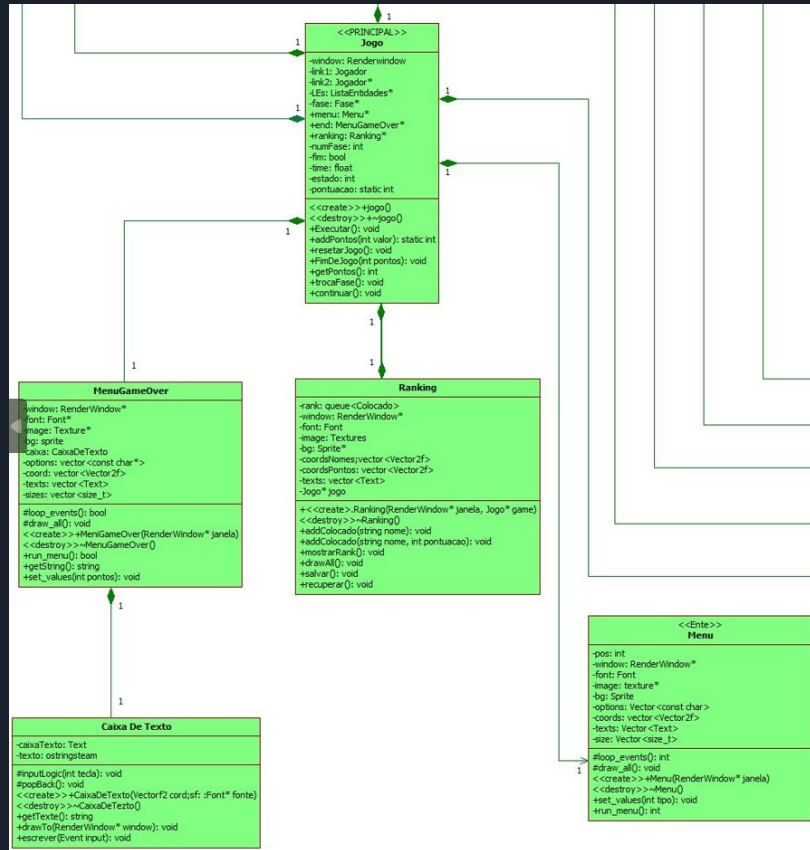 1
<<PRINCIPAL>>
Jogo
-window: Renderwindow
-link1: Jogador
-link2: Jogador*
-LEs: ListaEntidades*
-fase: Fase*
+menu: Menu*
+end: MenuGameOver*
+ranking: Ranking*
-numFase: int
-fim: bool
-time: float
-estado: int
-pontuacao: static int
<<create>>+jogo()
<<destroy>>+~jogo()
+Executar(): void
+addPontos(int valor): static int
+resetarJogo(): void
+FimDeJogo(int pontos): void
+getPontos(): int
+trocaFase(): void
+continuar(): void
1
1
1
1
1
1
1
1
MenuGameOver
-window: RenderWindow*
-font: Font*
-image: Texture*
-bg: sprite
-caixa: CaixaDeTexto
-options: vector<const char*>
-coord: vector<Vector2f>
-texts: vector<Text>
-sizes: vector<size_t>
#loop_events(): bool
#draw_all(): void
<<create>>+MeniGameOver(RenderWindow* janela)
<<destroy>>~MenuGameOver()
+run_menu(): bool
+getString(): string
+set_values(int pontos): void
Ranking
-rank: queue<Colocado>
-window: RenderWindow*
-font: Font
-image: Textures
-bg: Sprite*
-coordsNomes;vector<Vector2f>
-coordsPontos: vector<Vector2f>
-texts: vector<Text>
-Jogo* jogo
+<<create>.Ranking(RenderWindow* janela, Jogo* game)
<<destroy>>~Ranking()
+addColocado(string nome): void
+addColocado(string nome, int pontuacao): void
+mostrarRank(): void
+drawAll(): void
+salvar(): void
+recuperar(): void
1
1
Caixa De Texto
-caixaTexto: Text
-texto: ostringsteam
#inputLogic(int tecla): void
#popBack(): void
<<create>>+CaixaDeTexto(Vectorf2 cord;sf: :Font* fonte)
<<destroy>>~CaixaDeTezto()
+getTexte(): string
+drawTo(RenderWindow* window): void
+escrever(Event input): void
1
<<Ente>>
Menu
-pos: int
-window: RenderWindow*
-font: Font
-image: texture*
-bg: Sprite
-options: Vector<const char>
-coords: vector<Vector2f>
-texts: Vector<Text>
-size: Vector<size_t>
#loop_events(): int
#draw_all(): void
<<create>>+Menu(RenderWindow* janela)
<<destroy>>~Menu()
+set_values(int tipo): void
+run_menu(): int